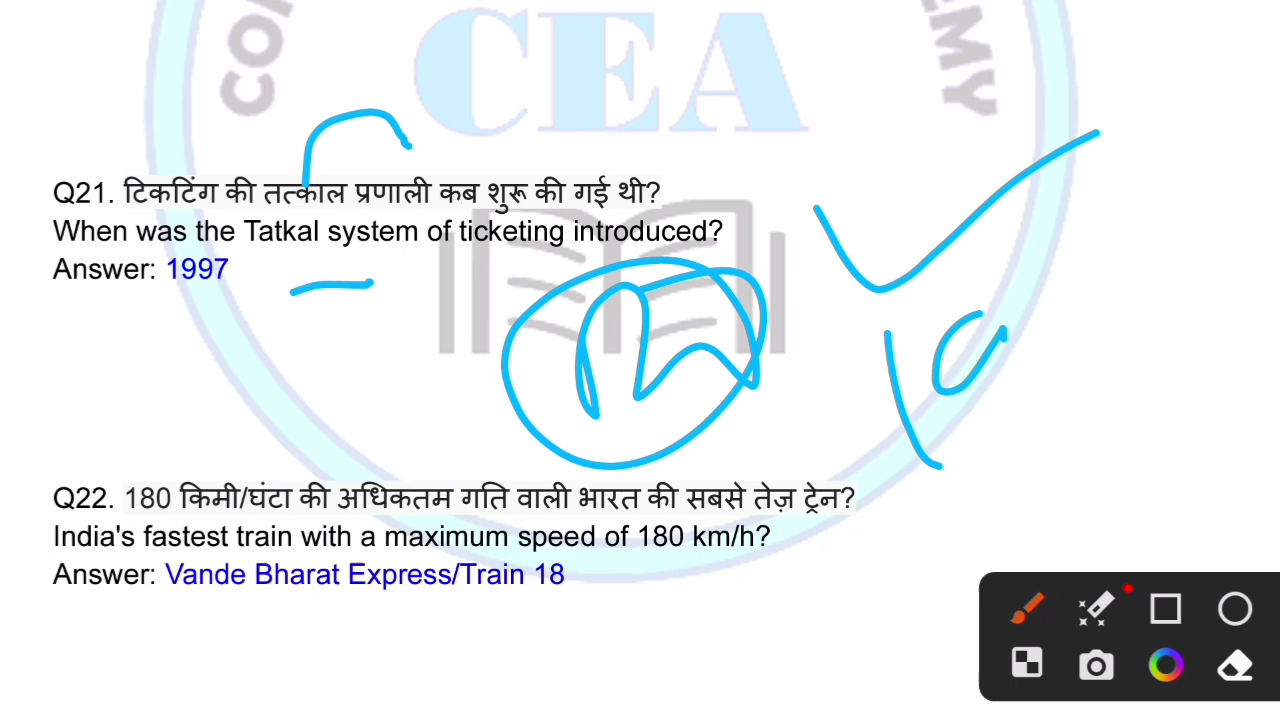 CEA
Q21. टिकटिंग की तत्काल प्रणाली कब शुरू की गई थी?
When was the Tatkal system of ticketing introduced?
Answer: 1997
Q22. 180 किमी/घंटा की अधिकतम गति वाली भारत की सबसे तेज़ ट्रेन?
India's fastest train with a maximum speed of 180 km/h?
Answer: Vande Bharat Express/Train 18